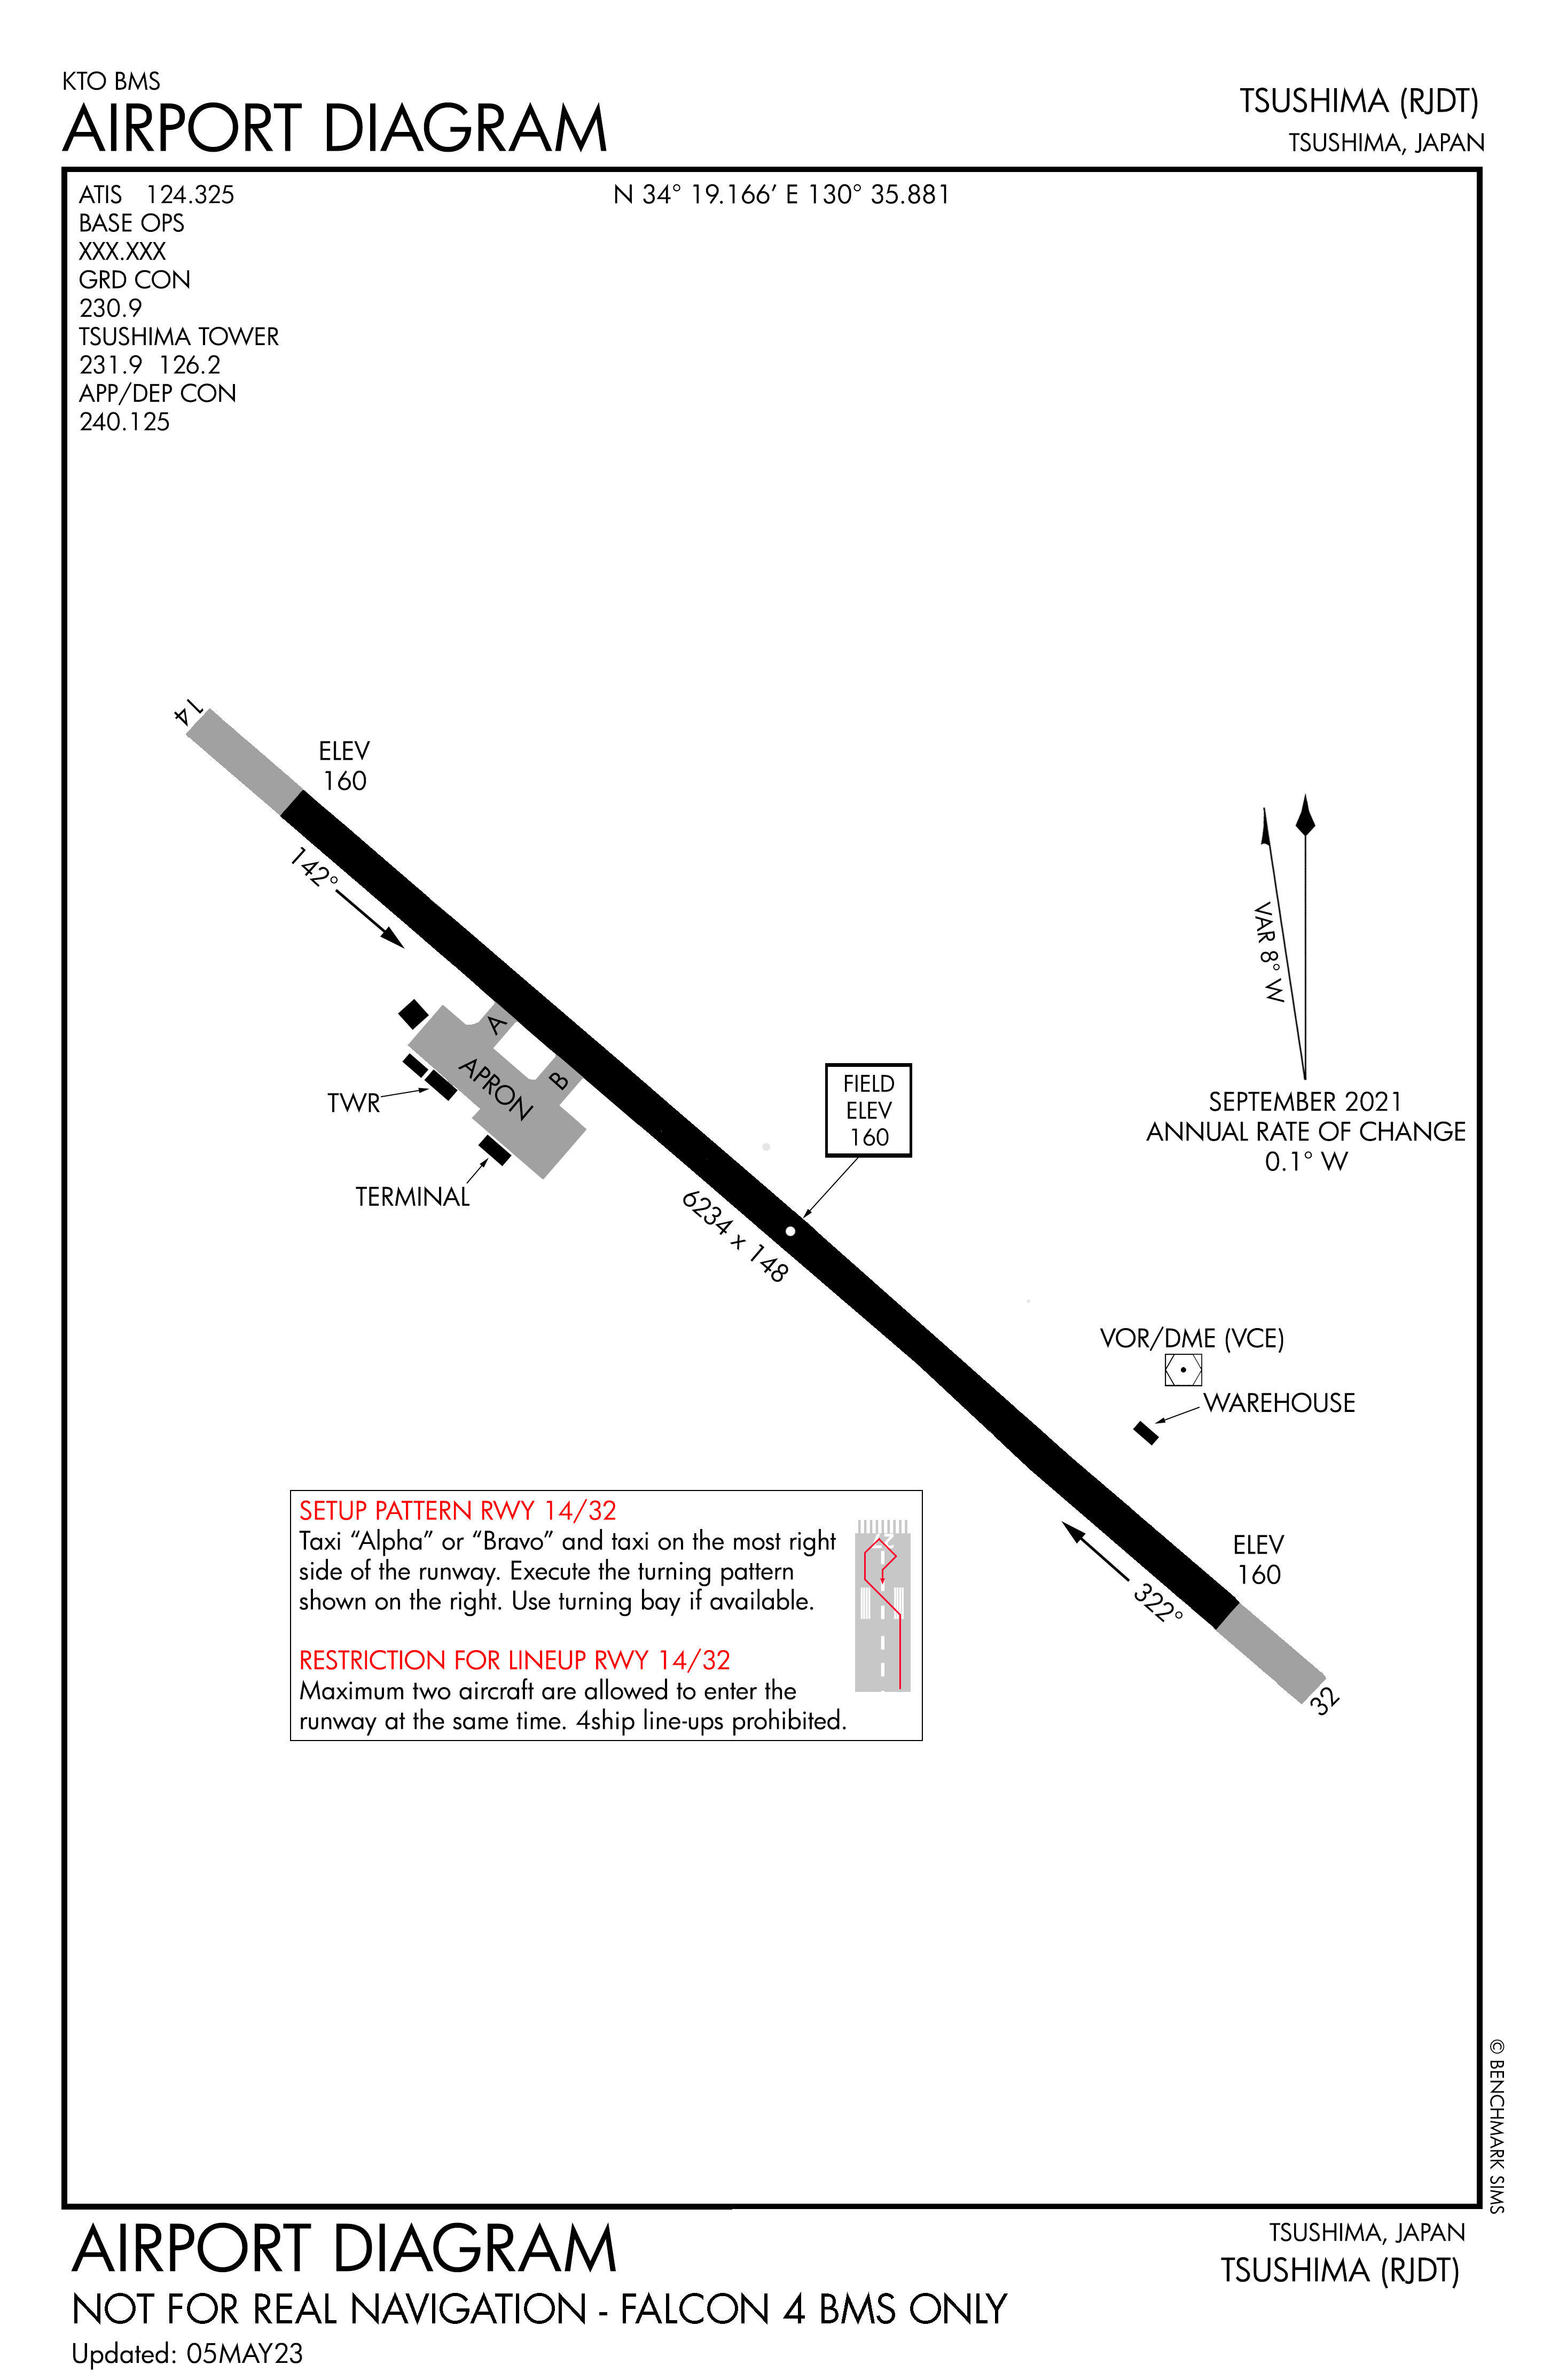 KTO BMS
AIRPORT DIAGRAM
TSUSHIMA (RJDT)
TSUSHIMA, JAPAN
ATIS 124.325
BASE OPS
XXX.XXX
GRD CON
230.9
TSUSHIMA TOWER
231.9 126.2
APP/DEP CON
240.125
N 34° 19.166′ E 130° 35.881
14
ELEV
160
142°
A
B
APRON
TWR
TERMINAL
FIELD
ELEV
160
6234 x 148
VAR 8° W
SEPTEMBER 2021
ANNUAL RATE OF CHANGE
0.1° W
VOR/DME (VCE)
WAREHOUSE
ELEV
160
322°
32
SETUP PATTERN RWY 14/32
Taxi “Alpha” or “Bravo” and taxi on the most right
side of the runway. Execute the turning pattern
shown on the right. Use turning bay if available.
RESTRICTION FOR LINEUP RWY 14/32
Maximum two aircraft are allowed to enter the
runway at the same time. 4ship line-ups prohibited.
© BENCHMARK SIMS
AIRPORT DIAGRAM
NOT FOR REAL NAVIGATION - FALCON 4 BMS ONLY
Updated: 05MAY23
TSUSHIMA, JAPAN
TSUSHIMA (RJDT)